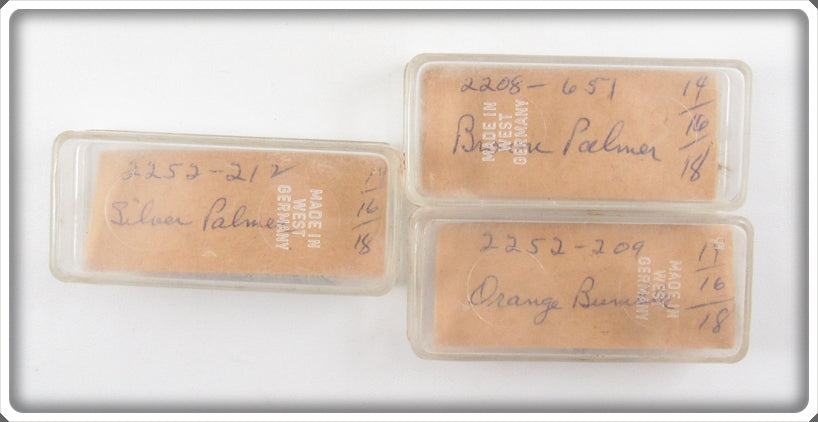 2252-212
Silver Palmer
14
16
18
MADE IN
WEST
GERMANY
2208-651
Palmer
14
16
18
MADE IN
WEST
GERMANY
2252-209
Orange
14
16
18
MADE IN
WEST
GERMANY